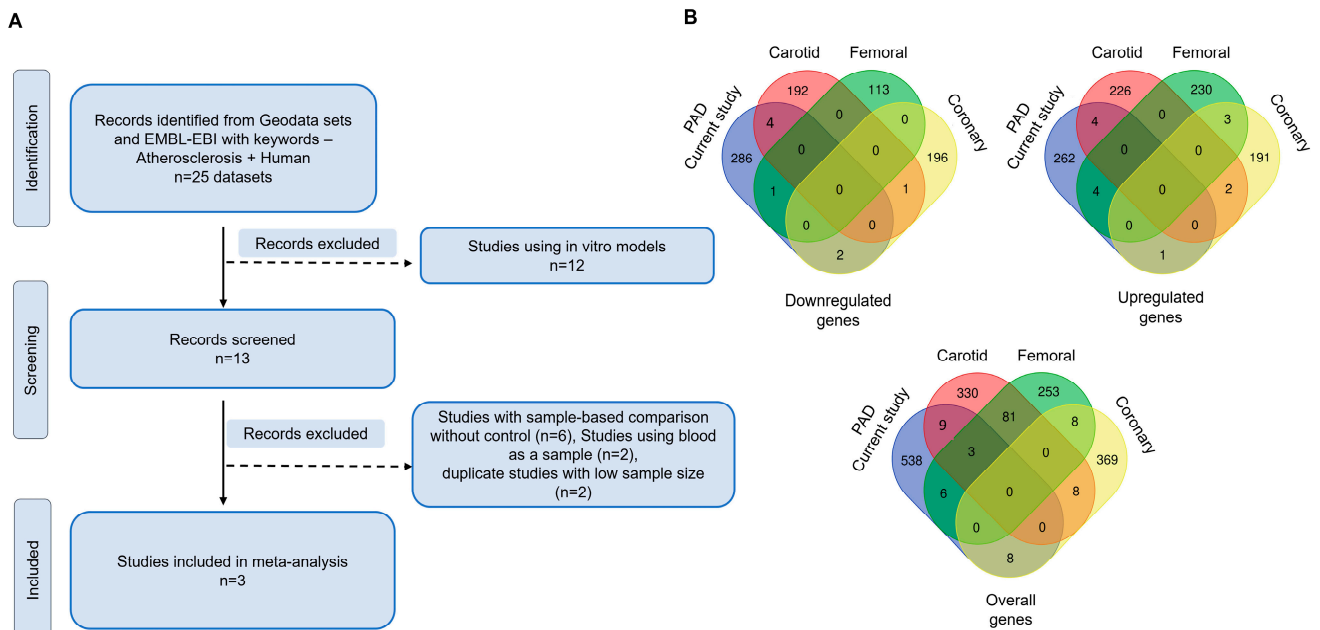 A
Identification
Records identified from Geodata sets
and EMBL-EBI with keywords –
Atherosclerosis + Human
n=25 datasets
Records excluded
Studies using in vitro models
n=12
Screening
Records screened
n=13
Records excluded
Studies with sample-based comparison
without control (n=6), Studies using blood
as a sample (n=2),
duplicate studies with low sample size
(n=2)
Included
Studies included in meta-analysis
n=3
B
Carotid Femoral
PAD
Current study
Coronary
192 113
4 0 0
286 0 0 196
1 0 1
0 0
2
Downregulated
genes
Carotid Femoral
PAD
Current study
Coronary
226 230
4 0 3
262 0 0 191
4 0 2
0 0
1
Upregulated
genes
Carotid Femoral
PAD
Current study
Coronary
330 253
9 81 8
538 3 0 369
6 0 8
0 0
8
Overall
genes